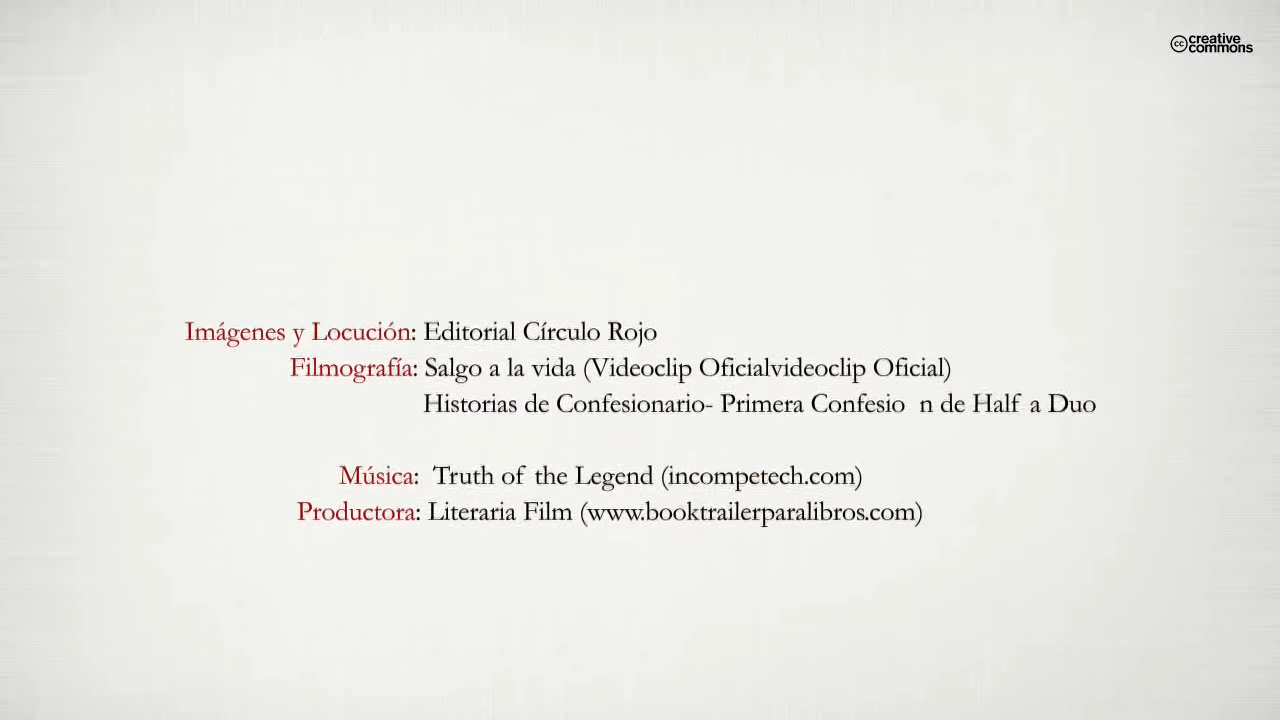 cc creative
commons
Imágenes y Locución: Editorial Círculo Rojo
Filmografía: Salgo a la vida (Videoclip Oficialvideoclip Oficial)
Historias de Confesionario- Primera Confesio n de Half a Duo
Música: Truth of the Legend (incompetech.com)
Productora: Literaria Film (www.booktrailerparalibros.com)